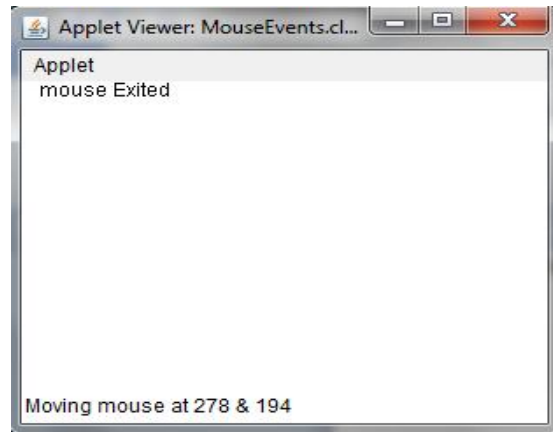 Applet Viewer: MouseEvents.cl...
Applet
mouse Exited
Moving mouse at 278 & 194